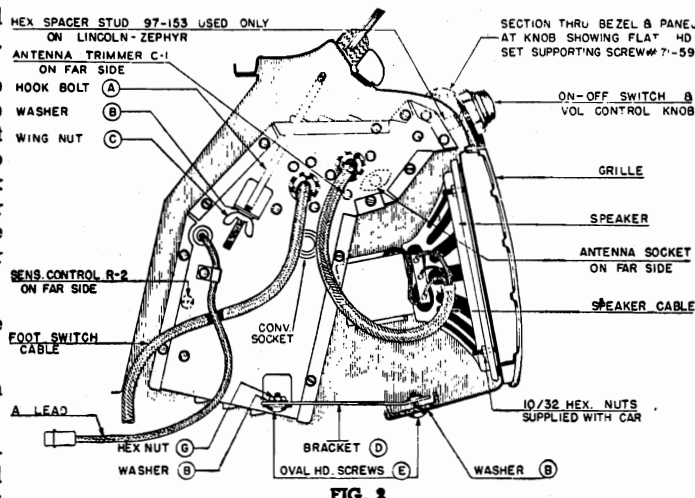 HEX SPACER STUD 97-153 USED ONLY
ON LINCOLN-ZEPHYR
ANTENNA TRIMMER C-1
ON FAR SIDE
HOOK BOLT A
WASHER B
WING NUT C
SENS. CONTROL R-2
ON FAR SIDE
FOOT SWITCH
CABLE
A LEAD
HEX NUT G
WASHER B
CONV.
SOCKET
BRACKET D
OVAL HD. SCREWS E
WASHER B
SECTION THRU BEZEL & PANEL
AT KNOB SHOWING FLAT HD
SET SUPPORTING SCREW #
ON-OFF SWITCH &
VOL CONTROL KNOB
GRILLE
SPEAKER
ANTENNA SOCKET
ON FAR SIDE
SPEAKER CABLE
10/32 HEX. NUTS
SUPPLIED WITH CAR
FIG. 2